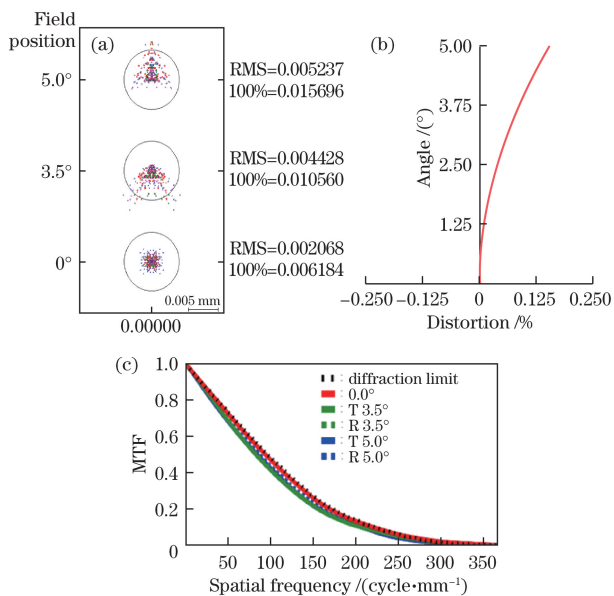 Field
position
(a)
5.0°
RMS=0.005237
100%=0.015696
3.5°
RMS=0.004428
100%=0.010560
0°
RMS=0.002068
100%=0.006184
0.005 mm
0.00000
(b)
5.00
3.75
2.50
1.25
Angle /(°)
−0.250 −0.125 0 0.125 0.250
Distortion /%
(c)
1.0
0.8
0.6
0.4
0.2
0
MTF
diffraction limit
0.0°
T 3.5°
R 3.5°
T 5.0°
R 5.0°
50 100 150 200 250 300 350
Spatial frequency /(cycle·mm⁻¹)